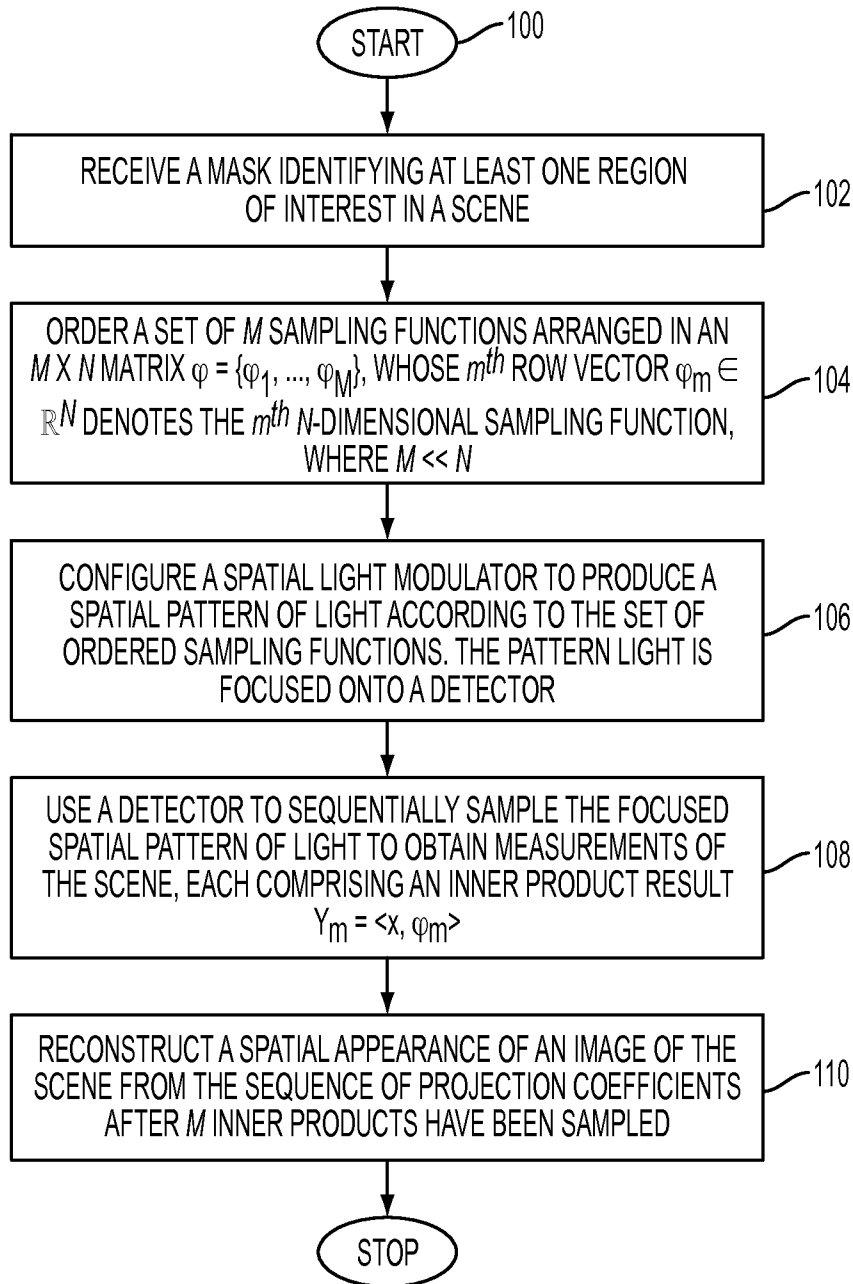 START
100
RECEIVE A MASK IDENTIFYING AT LEAST ONE REGION
OF INTEREST IN A SCENE
102
ORDER A SET OF M SAMPLING FUNCTIONS ARRANGED IN AN
M X N MATRIX φ = {φ₁, ..., φ_M}, WHOSE mᵗʰ ROW VECTOR φₘ ∈
ℝᴺ DENOTES THE mᵗʰ N-DIMENSIONAL SAMPLING FUNCTION,
WHERE M << N
104
CONFIGURE A SPATIAL LIGHT MODULATOR TO PRODUCE A
SPATIAL PATTERN OF LIGHT ACCORDING TO THE SET OF
ORDERED SAMPLING FUNCTIONS. THE PATTERN LIGHT IS
FOCUSED ONTO A DETECTOR
106
USE A DETECTOR TO SEQUENTIALLY SAMPLE THE FOCUSED
SPATIAL PATTERN OF LIGHT TO OBTAIN MEASUREMENTS OF
THE SCENE, EACH COMPRISING AN INNER PRODUCT RESULT
Yₘ = <x, φₘ>
108
RECONSTRUCT A SPATIAL APPEARANCE OF AN IMAGE OF THE
SCENE FROM THE SEQUENCE OF PROJECTION COEFFICIENTS
AFTER M INNER PRODUCTS HAVE BEEN SAMPLED
110
STOP